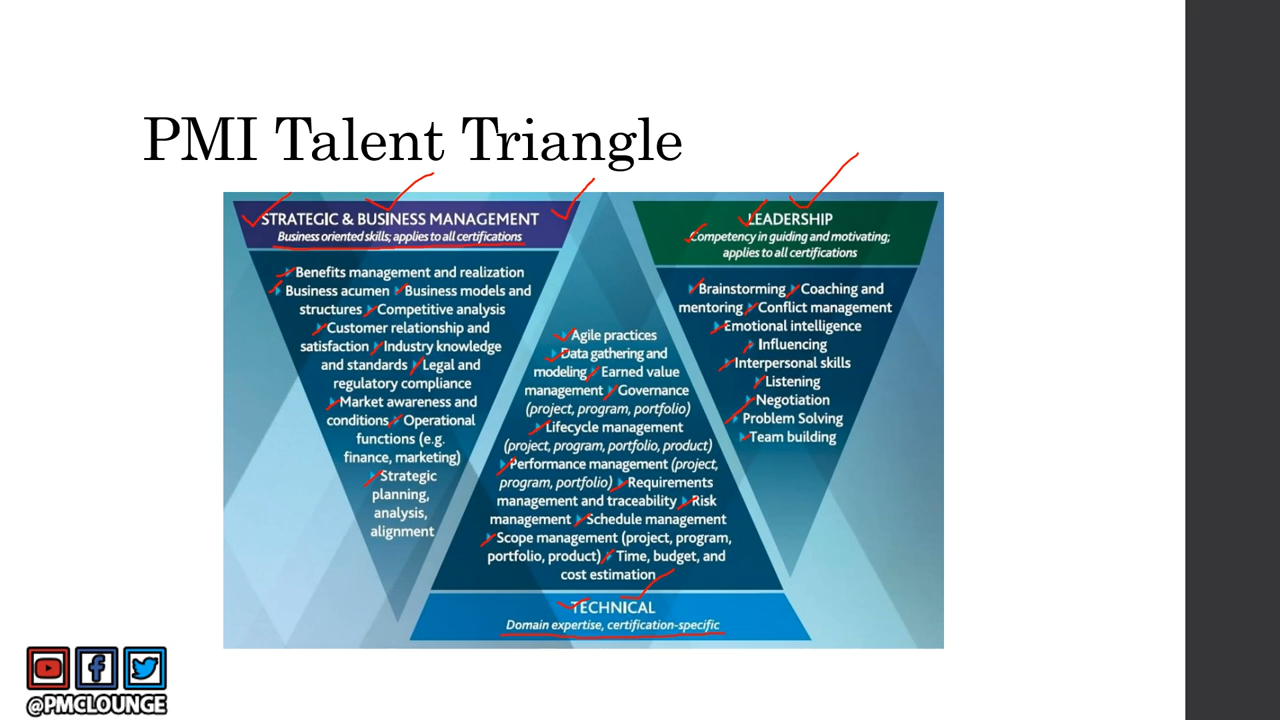 PMI Talent Triangle
STRATEGIC & BUSINESS MANAGEMENT
Business oriented skills; applies to all certifications
Benefits management and realization
Business acumen Business models and
structures Competitive analysis
Customer relationship and
satisfaction Industry knowledge
and standards Legal and
regulatory compliance
Market awareness and
conditions Operational
functions (e.g.
finance, marketing)
Strategic
planning,
analysis,
alignment
Agile practices
Data gathering and
modeling Earned value
management Governance
(project, program, portfolio)
Lifecycle management
(project, program, portfolio, product)
Performance management (project,
program, portfolio) Requirements
management and traceability Risk
management Schedule management
Scope management (project, program,
portfolio, product) Time, budget, and
cost estimation
TECHNICAL
Domain expertise, certification-specific
LEADERSHIP
Competency in guiding and motivating;
applies to all certifications
Brainstorming Coaching and
mentoring Conflict management
Emotional intelligence
Influencing
Interpersonal skills
Listening
Negotiation
Problem Solving
Team building
@PMCLOUNGE